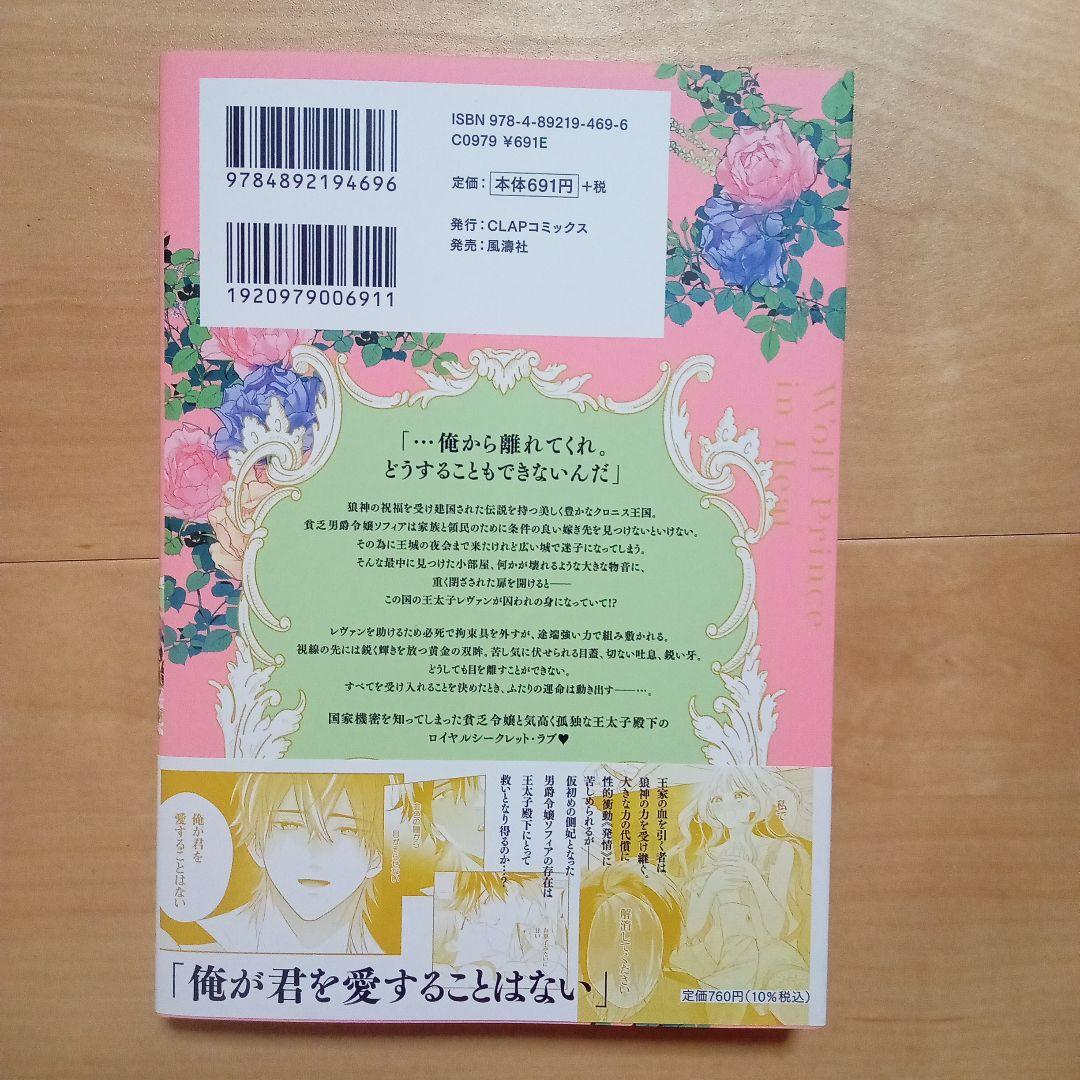 ISBN 978-4-89219-469-6
C0979 ¥691E
9784892194696
定価：本体691円+税
発行：CLAPコミックス
発売：風濤社
1920979006911
Wolf Prince
in Heat
「…俺から離れてくれ。
どうすることもできないんだ」
狼神の祝福を受け建国された伝説を持つ美しく豊かなクロニス王国。
貧乏男爵令嬢ソフィアは家族と領民のために条件の良い嫁ぎ先を見つけないといけない。
その為に王城の夜会まで来たけれど広い城で迷子になってしまう。
そんな最中に見つけた小部屋、何かが壊れるような大きな物音に、
重く閉ざされた扉を開けると――
この国の王太子レヴァンが囚われの身になっていて!?
レヴァンを助けるため必死で拘束具を外すが、途端強い力で組み敷かれる。
視線の先には鋭く輝きを放つ黄金の双眸。苦し気に伏せられる目蓋、切ない吐息、鋭い牙。
どうしても目を離すことができない。
すべてを受け入れることを決めたとき、ふたりの運命は動き出す――…。
国家機密を知ってしまった貧乏令嬢と気高く孤独な王太子殿下の
ロイヤルシークレット・ラブ♥
王家の血を引く者は
狼神の力を受け継ぐ。
大きな力の代償に
性的衝動《発情》に
苦しめられるが
仮初めの側妃となった
男爵令嬢ソフィアの存在は
王太子殿下にとって
救いとなり得るのか…？
私で
解消してください
金色の瞳から
目がそらせない
俺が君を
愛することはない
「俺が君を愛することはない」
定価760円（10%税込）